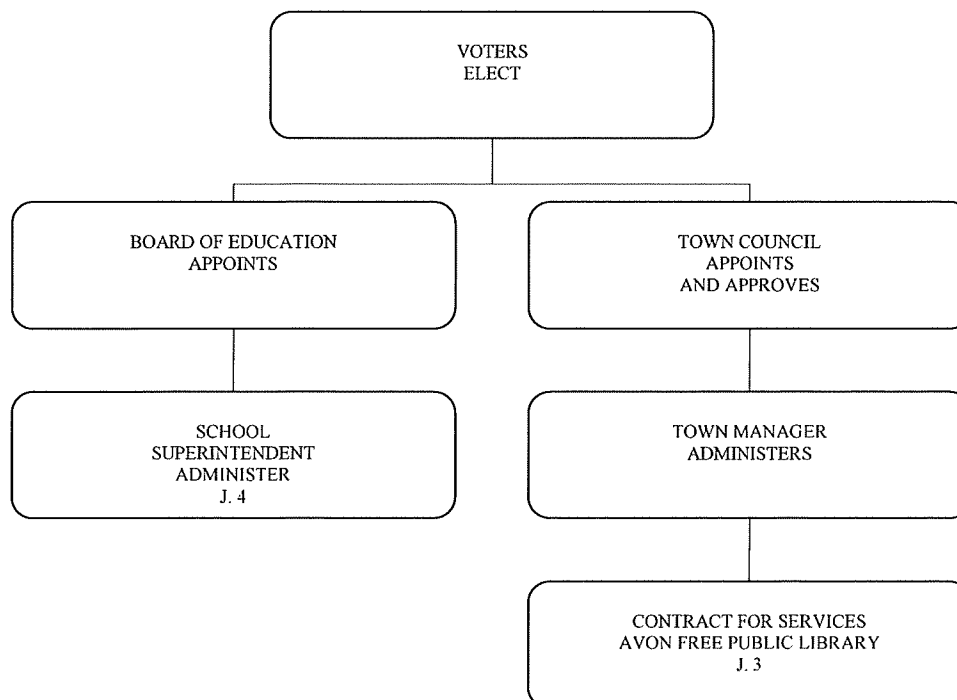 VOTERS
ELECT
BOARD OF EDUCATION
APPOINTS
TOWN COUNCIL
APPOINTS
AND APPROVES
SCHOOL
SUPERINTENDENT
ADMINISTER
J. 4
TOWN MANAGER
ADMINISTERS
CONTRACT FOR SERVICES
AVON FREE PUBLIC LIBRARY
J. 3